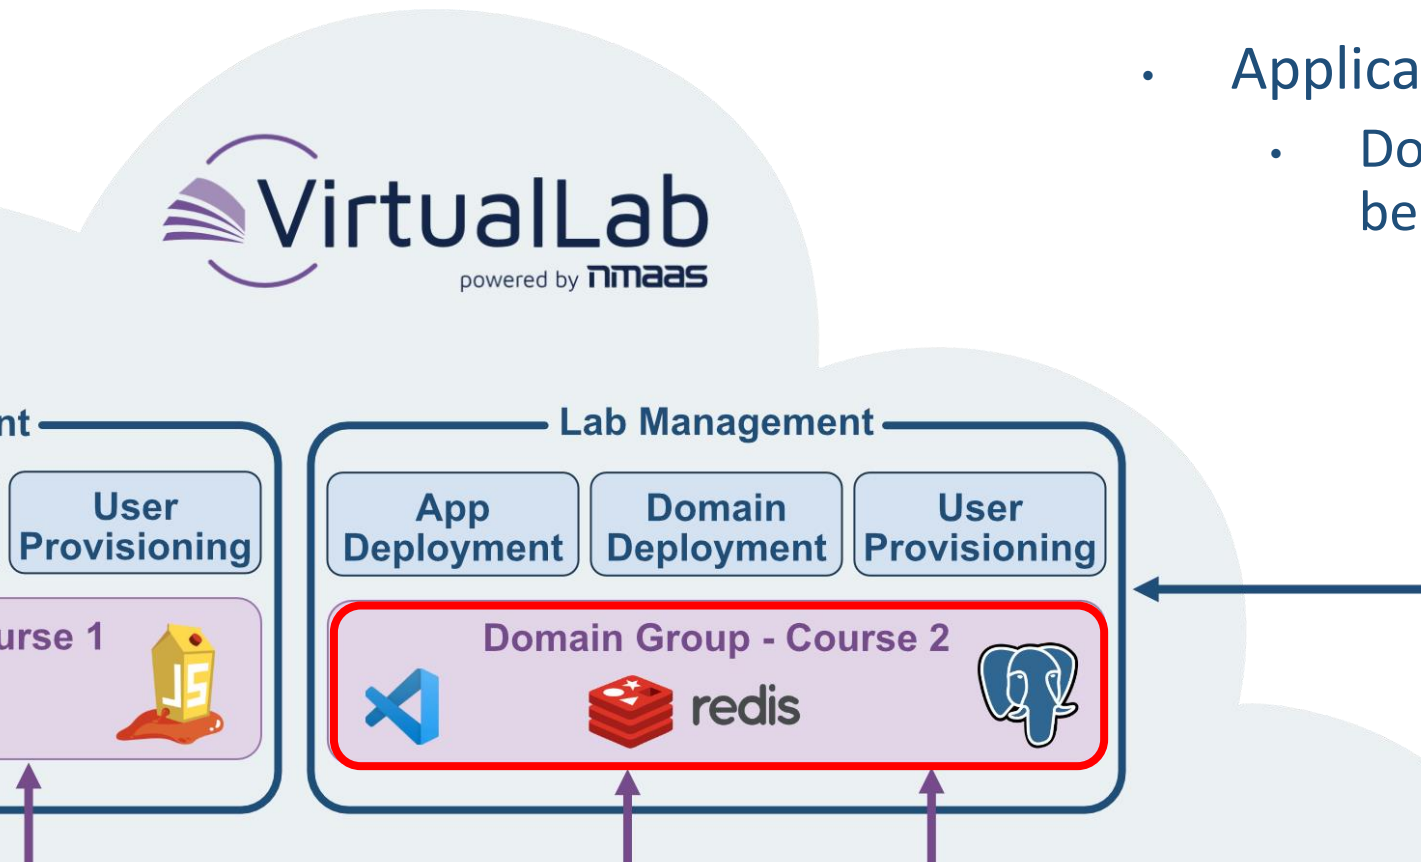 • Applica
• Do
be
VirtualLab
powered by nmaas
nt
User
Provisioning
urse 1
JS
Lab Management
App
Deployment
Domain
Deployment
User
Provisioning
Domain Group - Course 2
redis